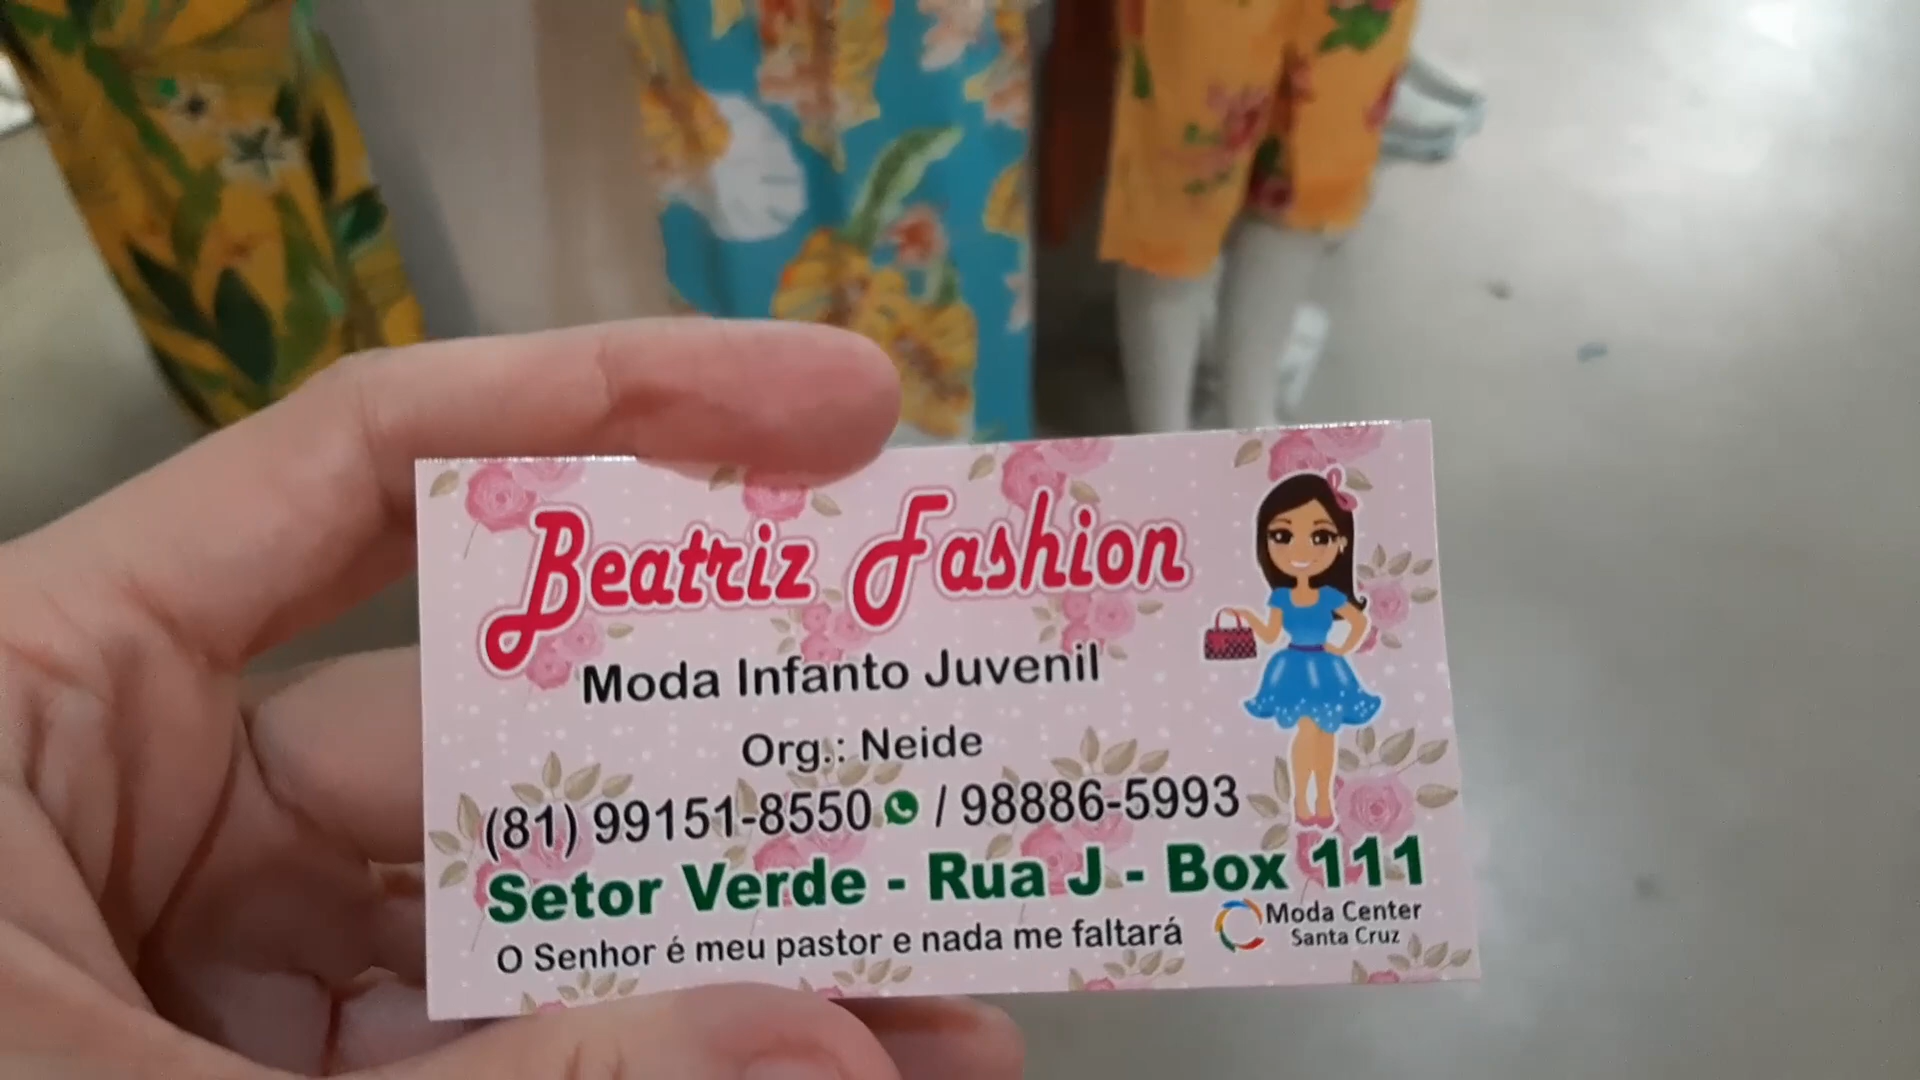 Beatriz Fashion
Moda Infanto Juvenil
Org.: Neide
(81) 99151-8550 / 98886-5993
Setor Verde - Rua J - Box 111
O Senhor é meu pastor e nada me faltará
Moda Center
Santa Cruz